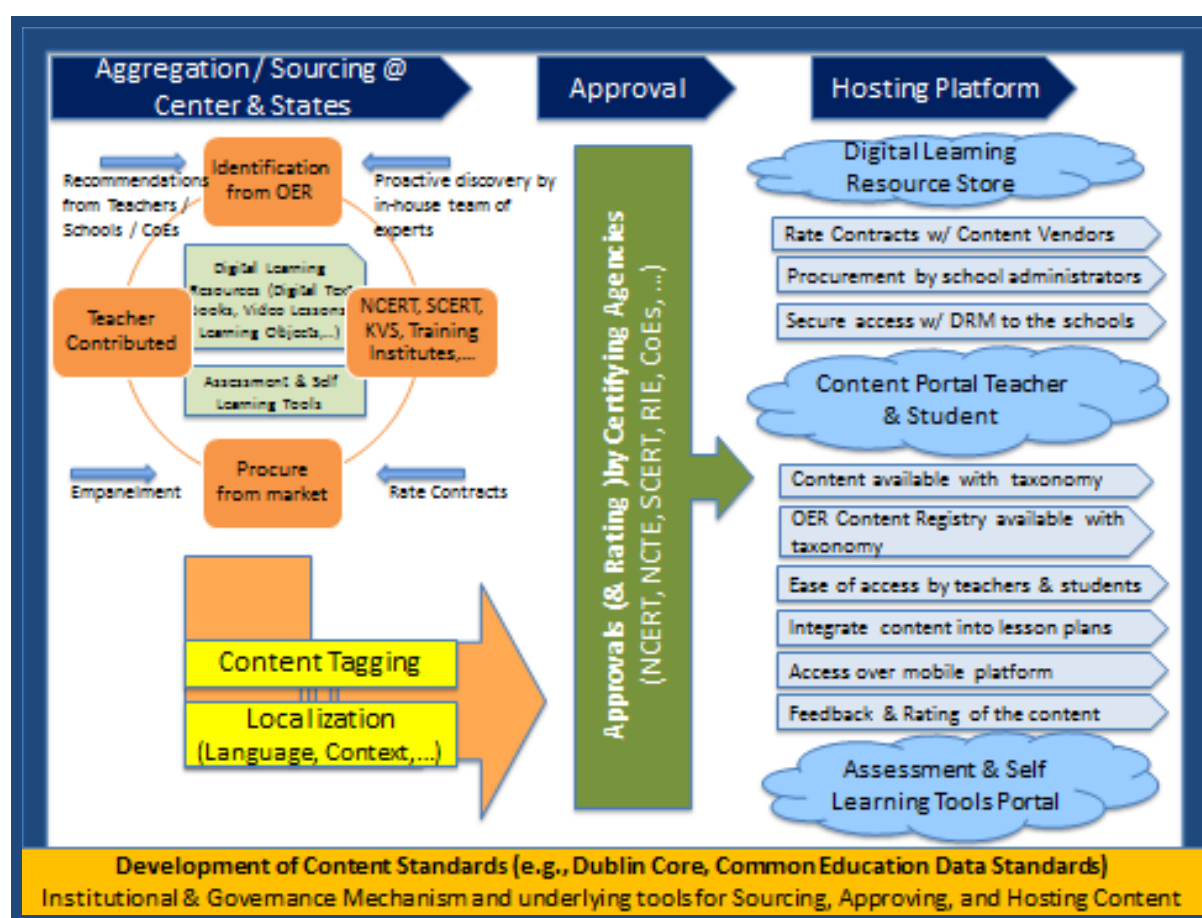 Aggregation / Sourcing @
Center & States
Approval
Hosting Platform
Identification
from OER
Recommendations
from Teachers /
Schools / CoEs
Proactive discovery by
in-house team of
experts
Digital Learning
Resources (Digital Text
Books, Video Lessons
Learning Objects,...)
Teacher
Contributed
NCERT, SCERT,
KVS, Training
Institutes,...
Assessment & Self
Learning Tools
Procure
from market
Empanelment
Rate Contracts
Content Tagging
Localization
(Language, Context,...)
Approvals (& Rating )by Certifying Agencies
(NCERT, NCTE, SCERT, RIE, CoEs, ...)
Digital Learning
Resource Store
Rate Contracts w/ Content Vendors
Procurement by school administrators
Secure access w/ DRM to the schools
Content Portal Teacher
& Student
Content available with taxonomy
OER Content Registry available with
taxonomy
Ease of access by teachers & students
Integrate content into lesson plans
Access over mobile platform
Feedback & Rating of the content
Assessment & Self
Learning Tools Portal
Development of Content Standards (e.g., Dublin Core, Common Education Data Standards)
Institutional & Governance Mechanism and underlying tools for Sourcing, Approving, and Hosting Content